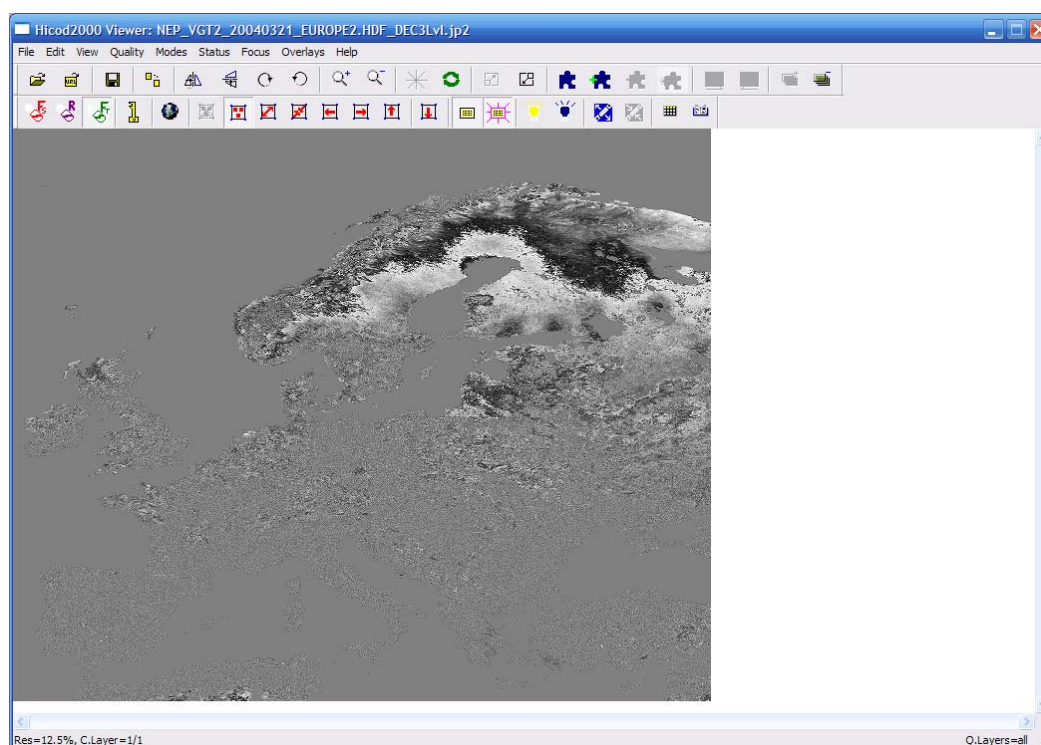 Hicod2000 Viewer: NEP_VGT2_20040321_EUROPE2.HDF_DEC3Lvl.jp2
File Edit View Quality Modes Status Focus Overlays Help
Res=12.5%, C.Layer=1/1
Q.Layers=all